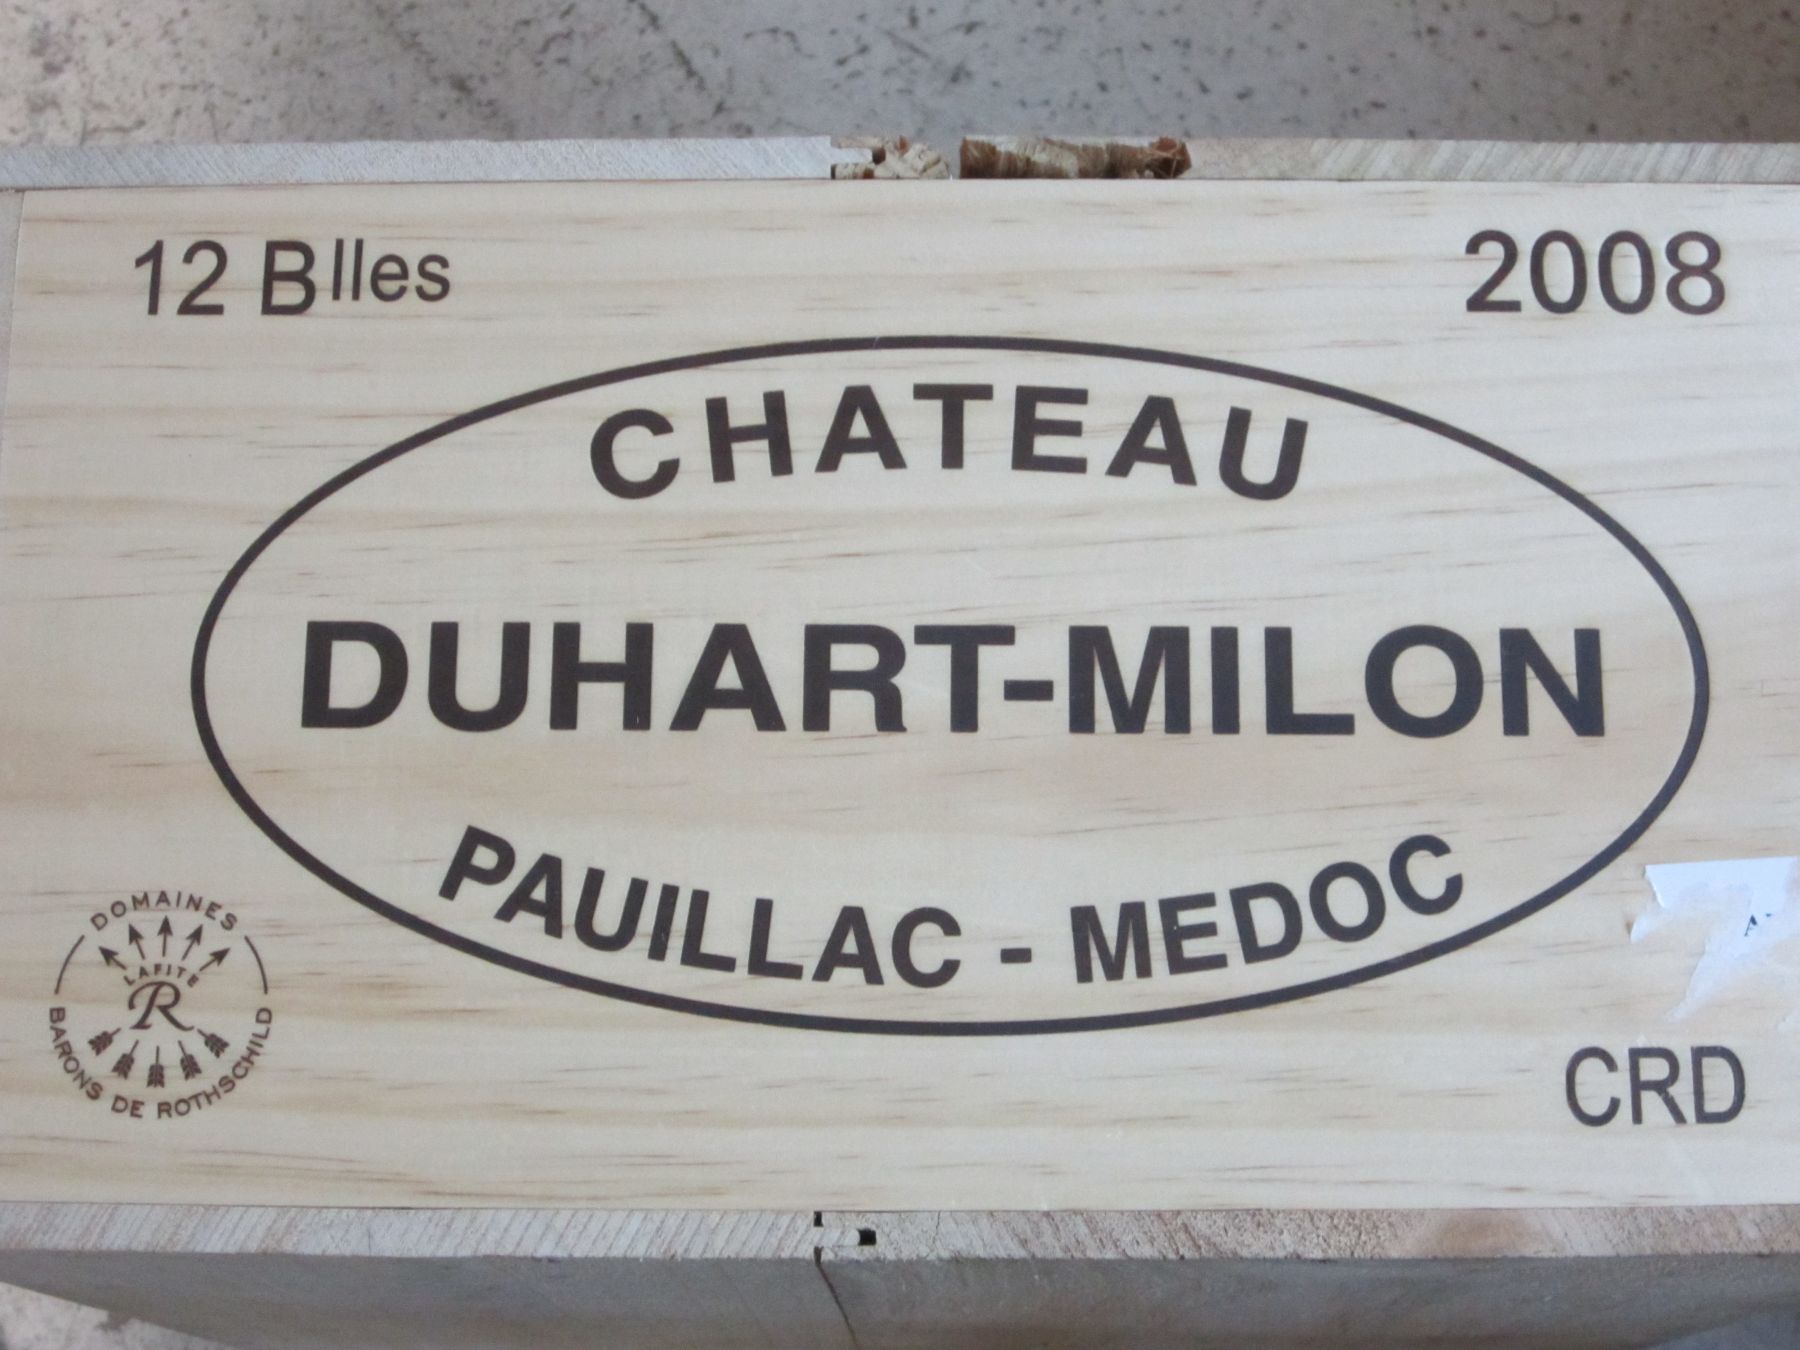 12 Blles
2008
CHATEAU
DUHART-MILON
PAUILLAC - MEDOC
DOMAINES
LAFITE
R
BARONS DE ROTHSCHILD
CRD